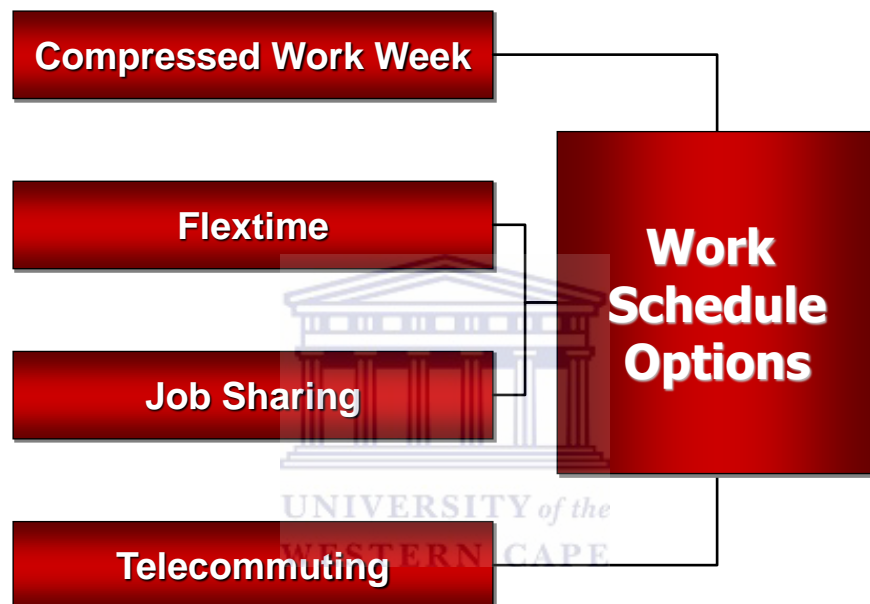 Compressed Work Week
Flextime
Job Sharing
Telecommuting
Work
Schedule
Options
UNIVERSITY of the
WESTERN CAPE